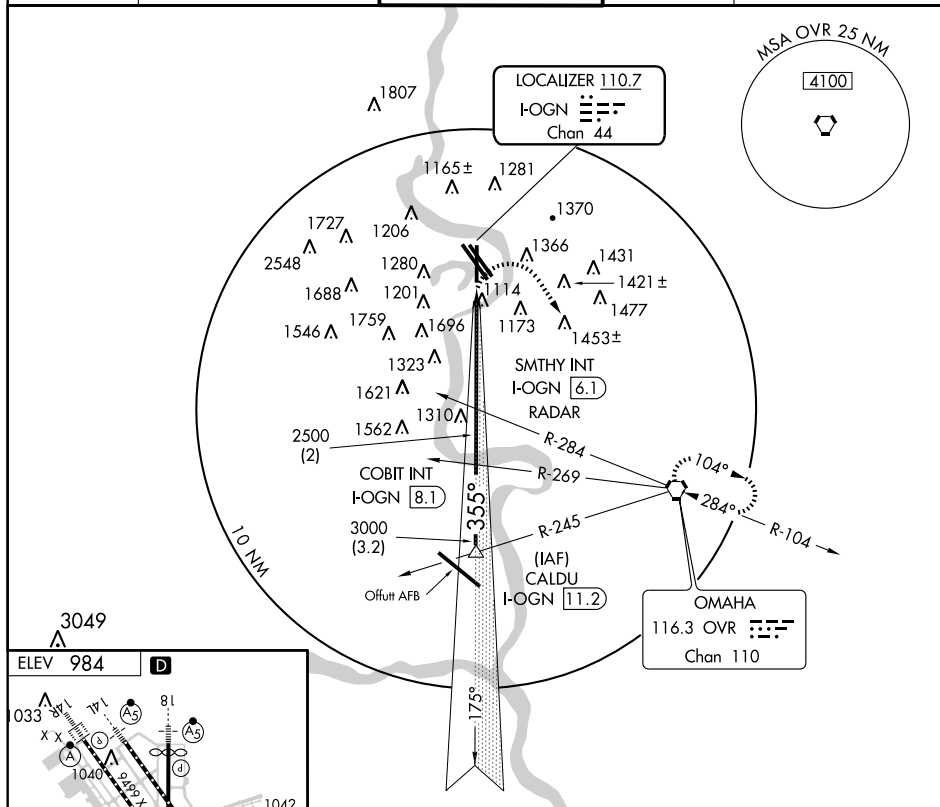 MSA OVR 25 NM
4100
LOCALIZER 110.7
I-OGN
Chan 44
1807
1165±
1281
1370
1727
1206
1366
1431
2548
1280
1421±
1688
1201
1114
1477
1173
1546
1759
1696
1453±
1323
SMTHY INT
I-OGN 6.1
RADAR
1621
1310
1562
2500
(2)
R-284
COBIT INT
I-OGN 8.1
R-269
104°
284°
R-104
355°
3000
(3.2)
R-245
(IAF)
CALDU
I-OGN 11.2
10 NM
Offutt AFB
OMAHA
116.3 OVR
Chan 110
3049
175°
ELEV 984
D
1033
14R
14L
18
A5
A5
X X
A
P
P
1040
9499 X
1042